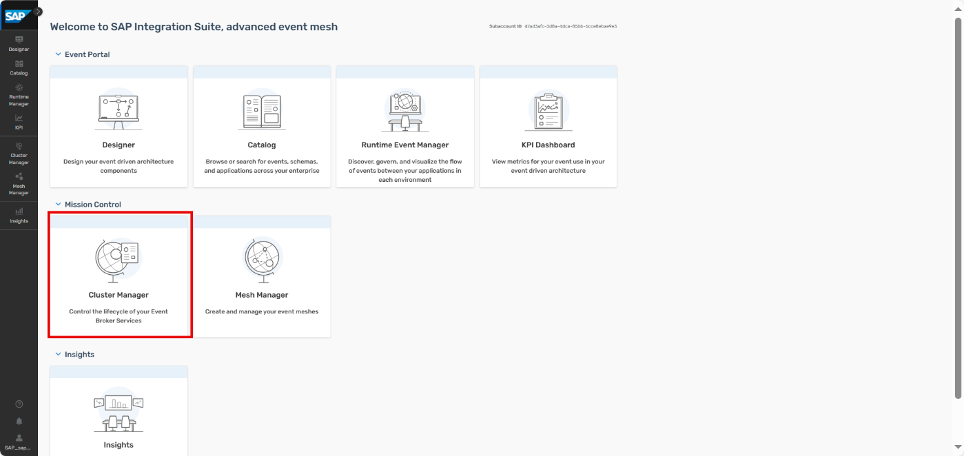 SAP
Welcome to SAP Integration Suite, advanced event mesh
Subaccount ID
Designer
Catalog
Runtime
Manager
KPI
Cluster
Manager
Mesh
Manager
Insights
SAP_sap...
Event Portal
Designer
Design your event driven architecture
components
Catalog
Browse or search for events, schemas,
and applications across your enterprise
Runtime Event Manager
Discover, govern, and visualize the flow
of events between your applications in
each environment
KPI Dashboard
View metrics for your event use in your
event driven architecture
Mission Control
Cluster Manager
Control the lifecycle of your Event
Broker Services
Mesh Manager
Create and manage your event meshes
Insights
Insights